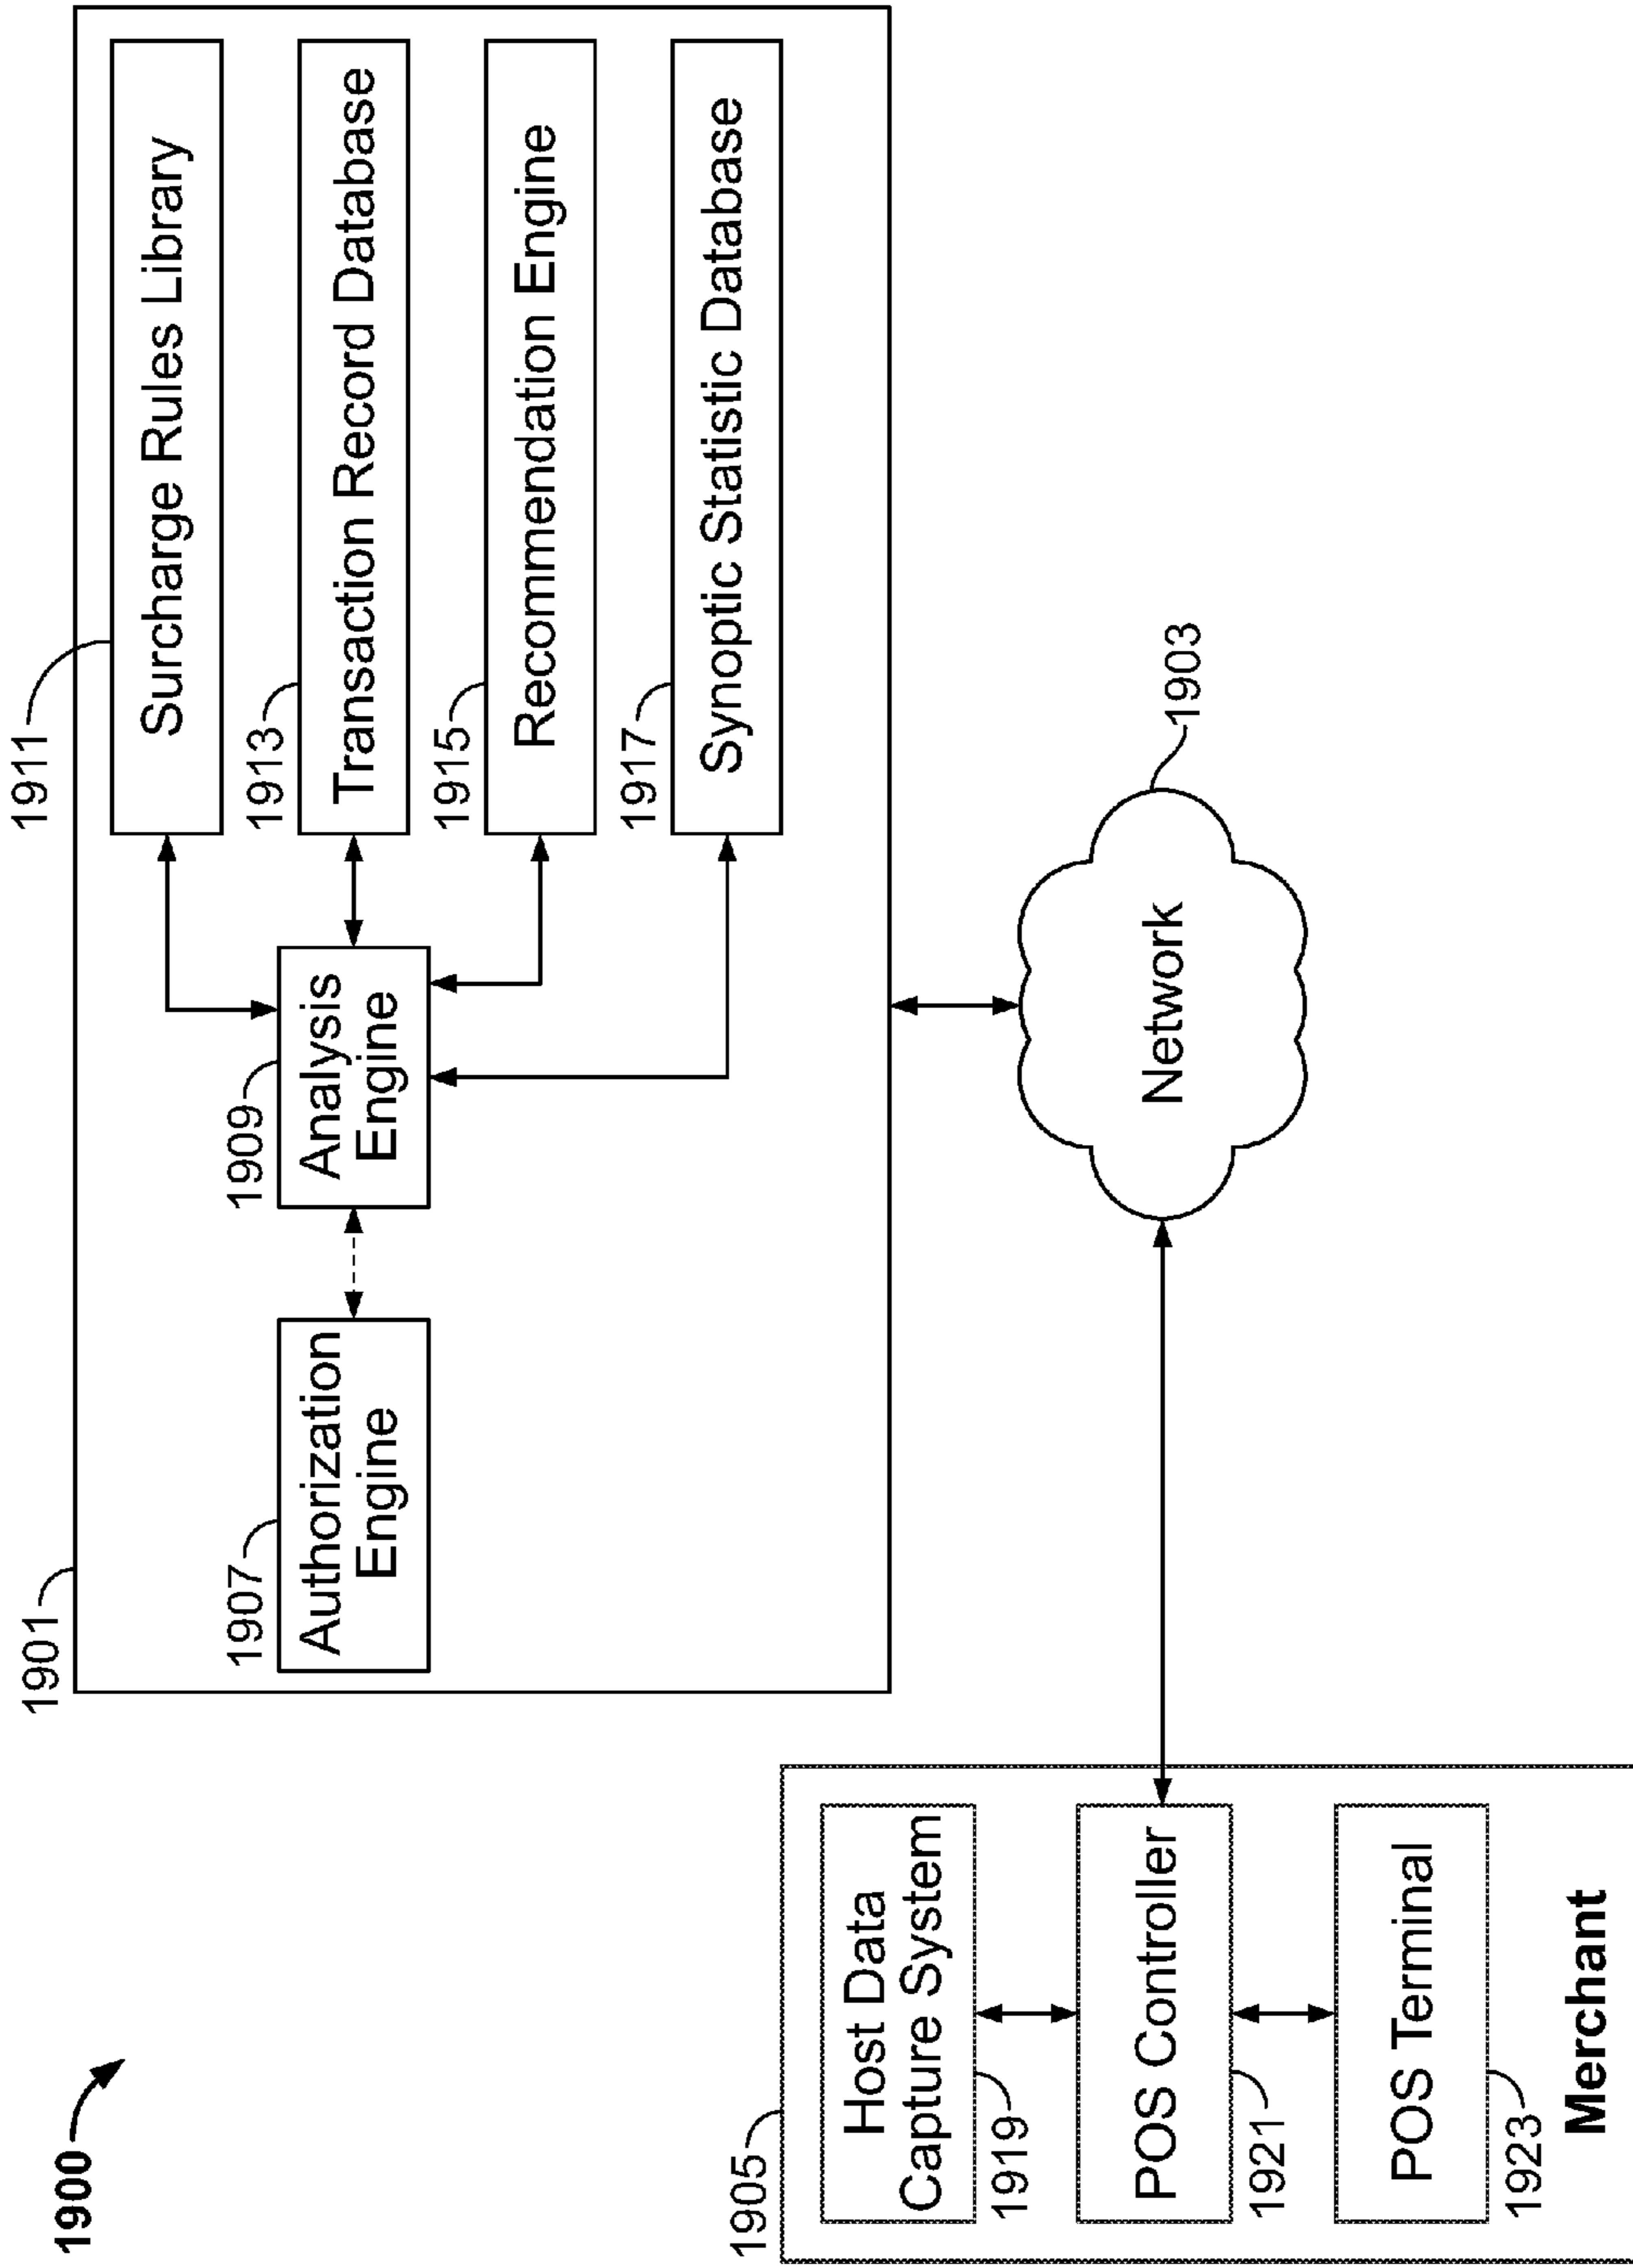 1900
1901
1907
Authorization
Engine
1909
Analysis
Engine
1911
Surcharge Rules Library
1913
Transaction Record Database
1915
Recommendation Engine
1917
Synoptic Statistic Database
1903
Network
1905
Host Data
Capture System
1919
POS Controller
1921
POS Terminal
1923
Merchant